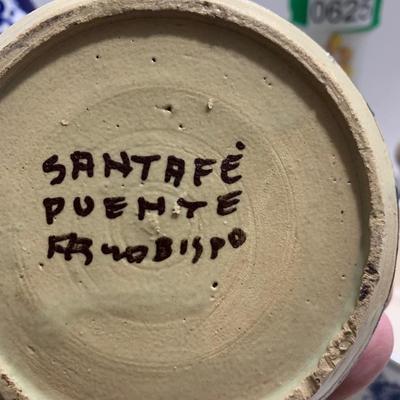 0625
SANTAFÉ
PUENTE
ARZOBISPO